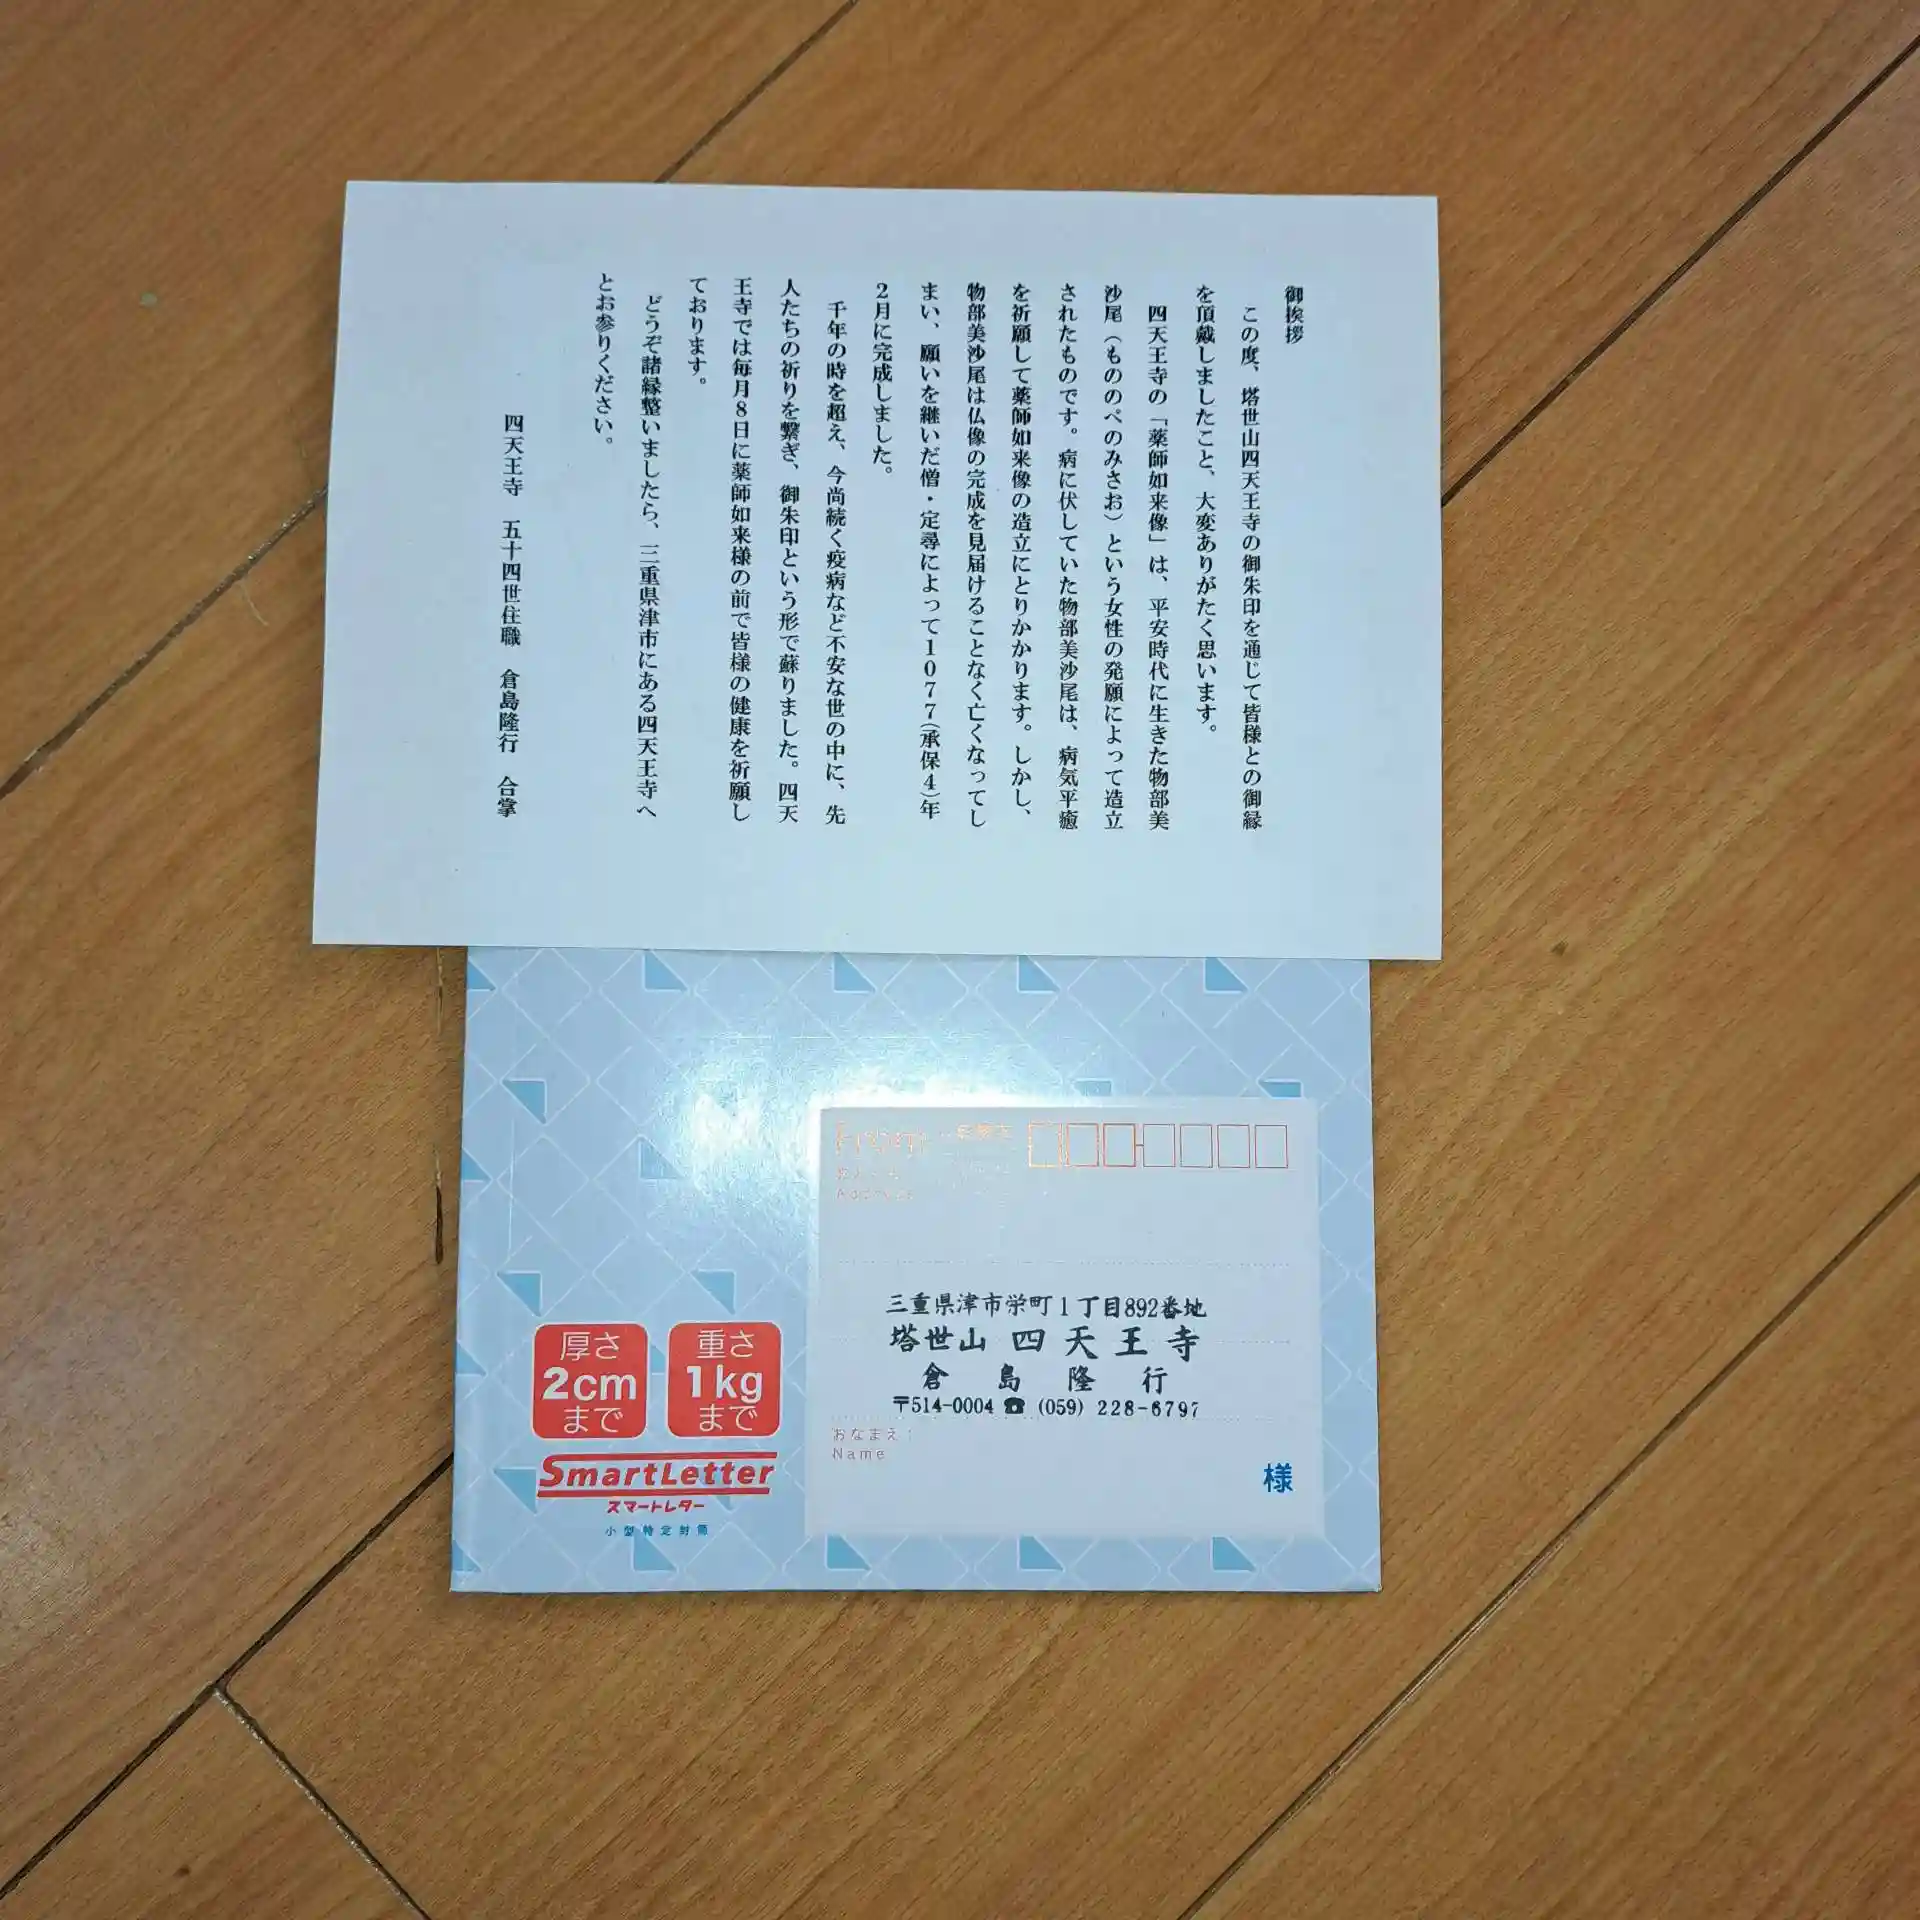 御挨拶
この度、塔世山四天王寺の御朱印を通じて皆様との御縁
を頂戴しましたこと、大変ありがたく思います。
四天王寺の「薬師如来像」は、平安時代に生きた物部美
沙尾（もののべのみさお）という女性の発願によって造立
されたものです。病に伏していた物部美沙尾は、病気平癒
を祈願して薬師如来像の造立にとりかかります。しかし、
物部美沙尾は仏像の完成を見届けることなく亡くなってし
まい、願いを継いだ僧・定尋によって1077（承保4）年
2月に完成しました。
千年の時を超え、今尚続く疫病など不安な世の中に、先
人たちの祈りを繋ぎ、御朱印という形で蘇りました。四天
王寺では毎月8日に薬師如来様の前で皆様の健康を祈願し
ております。
どうぞ諸縁整いましたら、三重県津市にある四天王寺へ
とお参りください。
四天王寺 五十四世住職 倉島隆行 合掌
From
Address
三重県津市栄町1丁目892番地
塔世山 四天王寺
倉島隆行
〒514-0004 ☎ (059) 228-6797
おなまえ：
Name
様
厚さ
2cm
まで
重さ
1kg
まで
SmartLetter
スマートレター
小型特定封筒